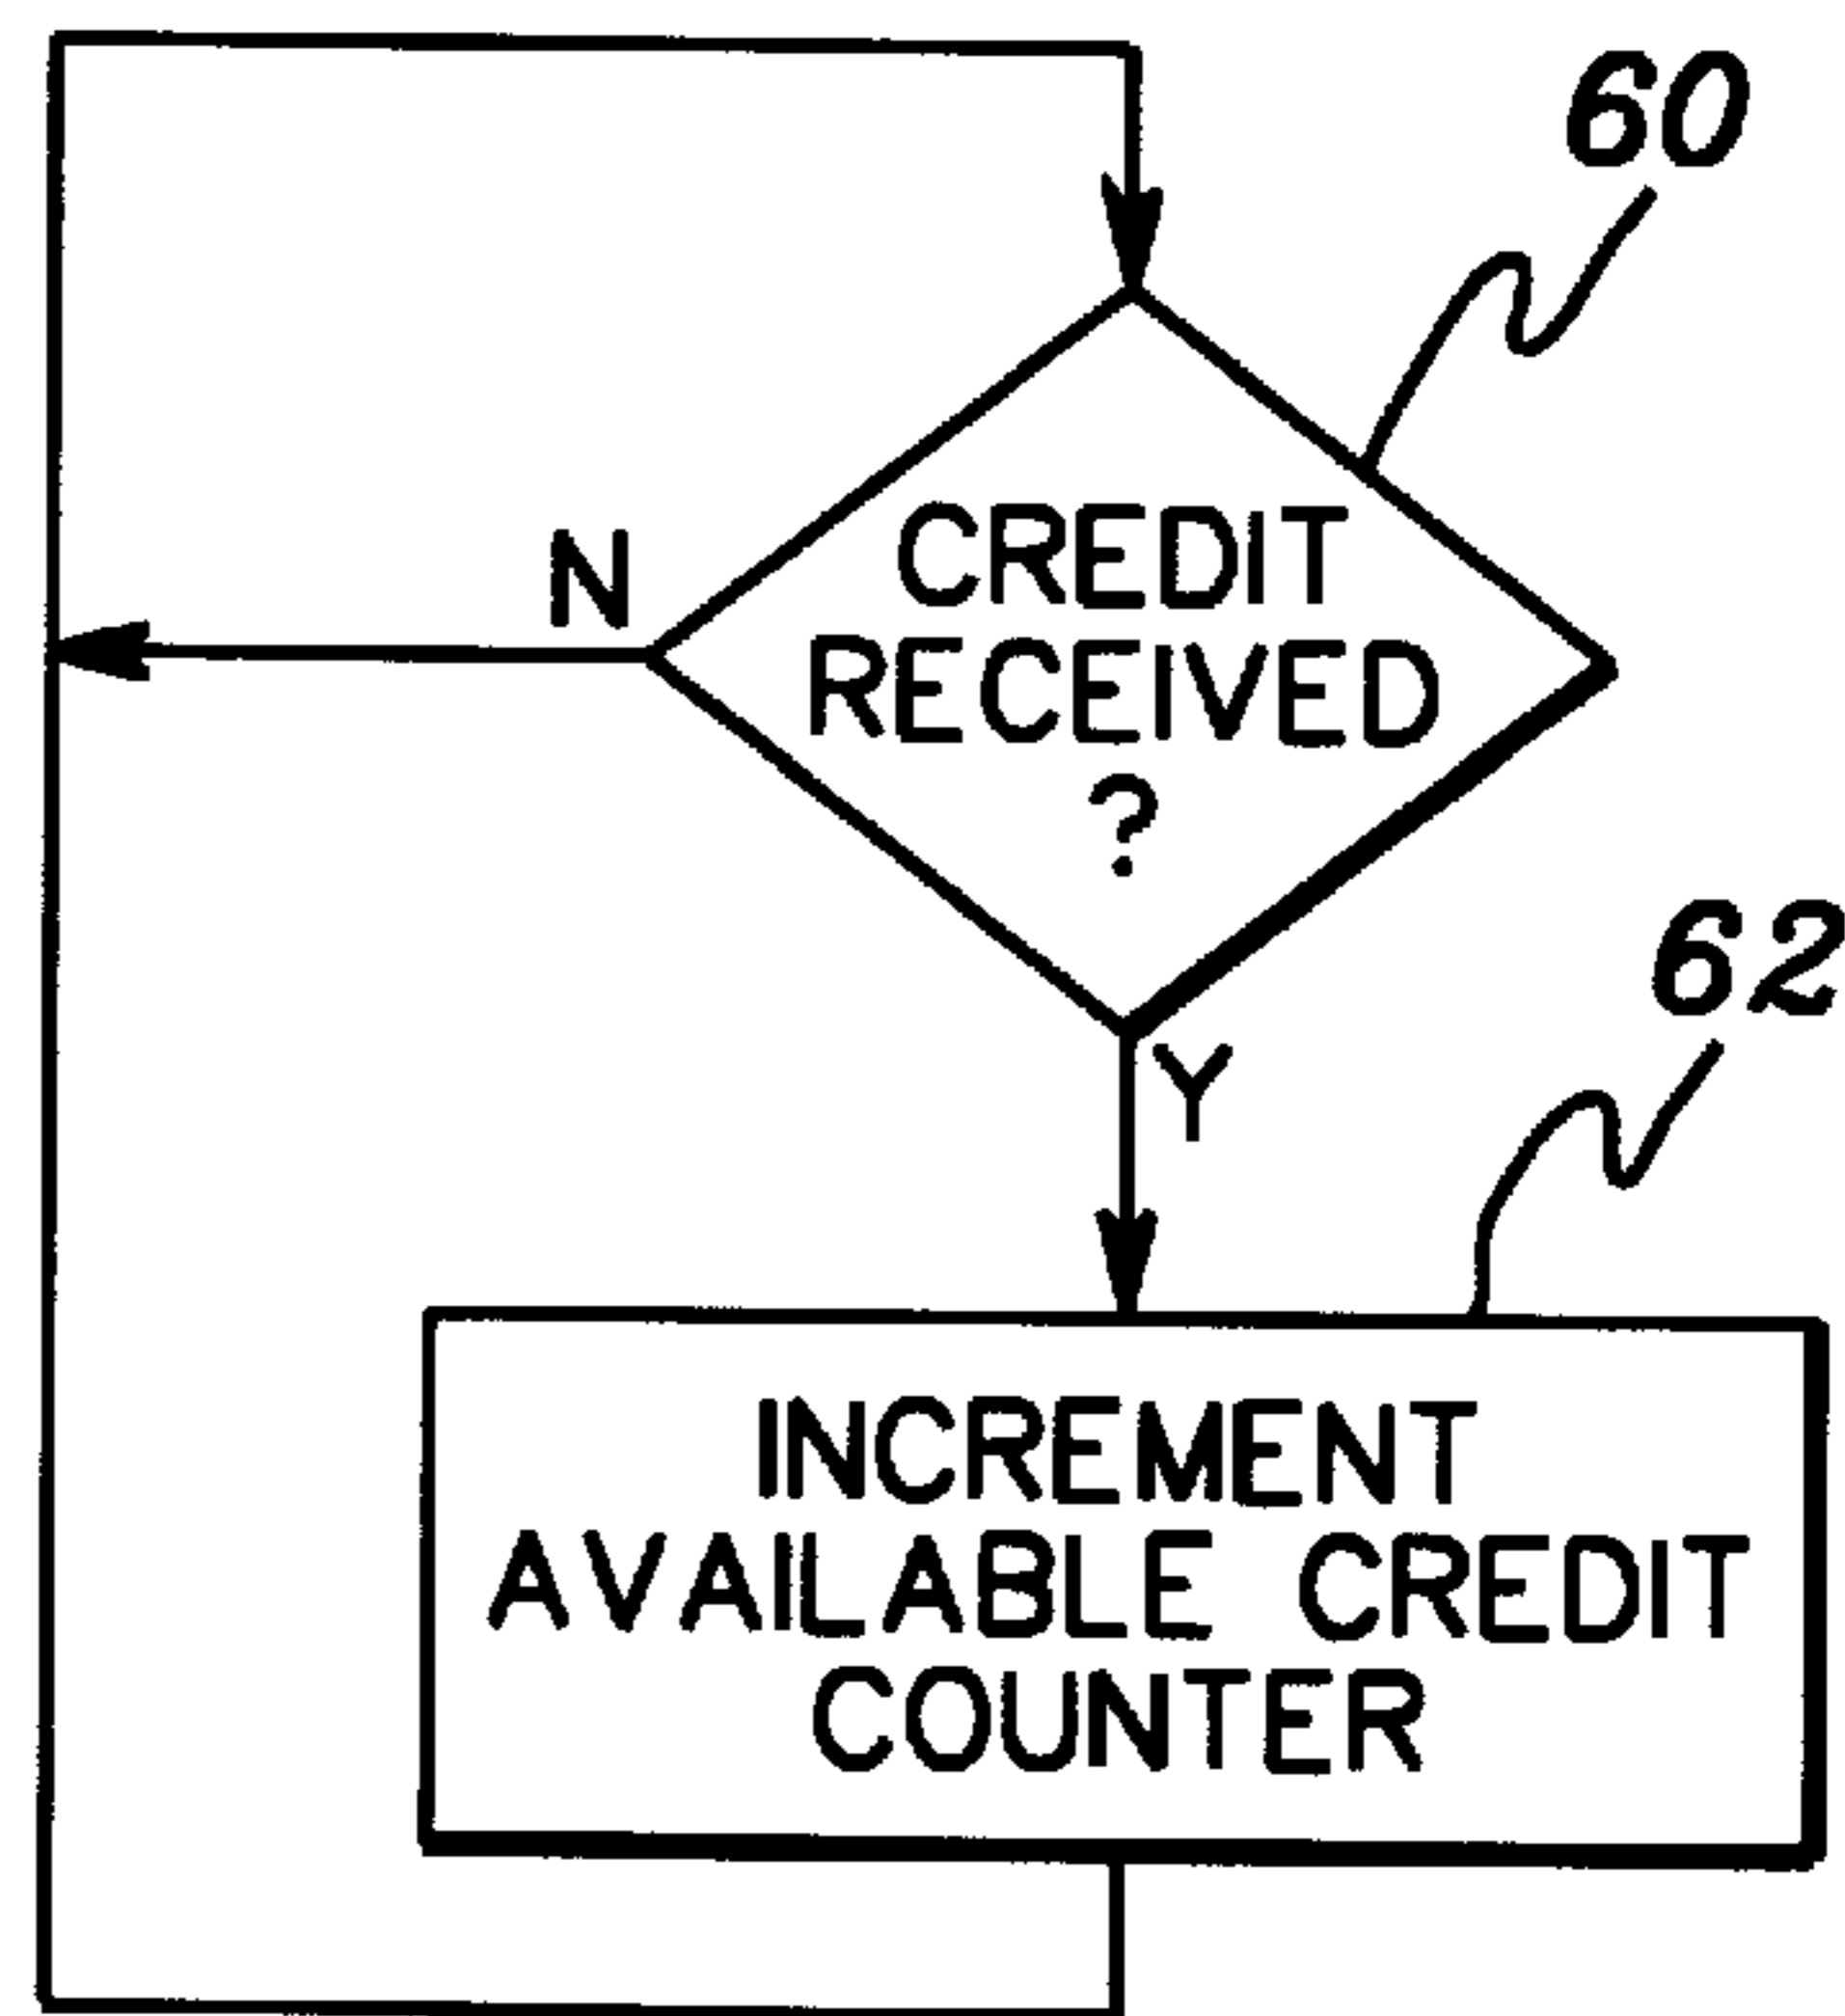 60
N
CREDIT
RECEIVED
?
62
Y
INCREMENT
AVAILABLE CREDIT
COUNTER